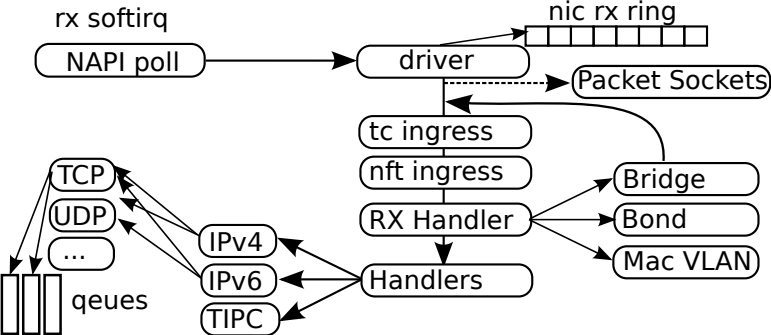 rx softirq
nic rx ring
NAPI poll
driver
Packet Sockets
tc ingress
nft ingress
TCP
Bridge
UDP
RX Handler
Bond
IPv4
...
Mac VLAN
IPv6
Handlers
qeues
TIPC